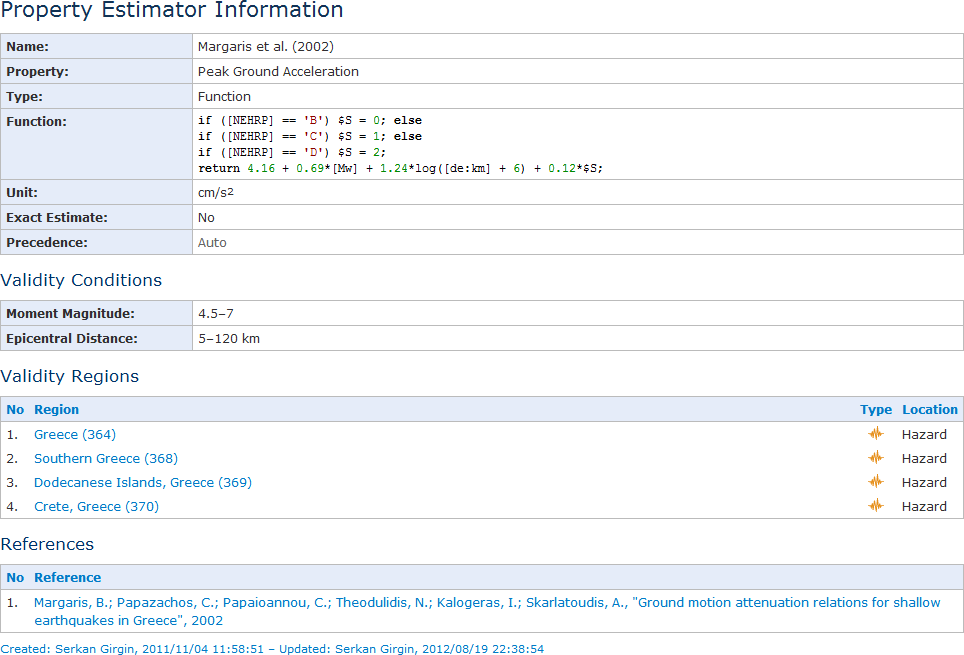 Property Estimator Information
Name: Margaris et al. (2002)
Property: Peak Ground Acceleration
Type: Function
Function: if ([NEHRP] == 'B') $S = 0; else
if ([NEHRP] == 'C') $S = 1; else
if ([NEHRP] == 'D') $S = 2;
return 4.16 + 0.69*[Mw] + 1.24*log([de:km] + 6) + 0.12*$S;
Unit: cm/s2
Exact Estimate: No
Precedence: Auto
Validity Conditions
Moment Magnitude: 4.5–7
Epicentral Distance: 5–120 km
Validity Regions
No Region Type Location
1. Greece (364) Hazard
2. Southern Greece (368) Hazard
3. Dodecanese Islands, Greece (369) Hazard
4. Crete, Greece (370) Hazard
References
No Reference
1. Margaris, B.; Papazachos, C.; Papaioannou, C.; Theodulidis, N.; Kalogeras, I.; Skarlatoudis, A., "Ground motion attenuation relations for shallow
earthquakes in Greece", 2002
Created: Serkan Girgin, 2011/11/04 11:58:51 – Updated: Serkan Girgin, 2012/08/19 22:38:54